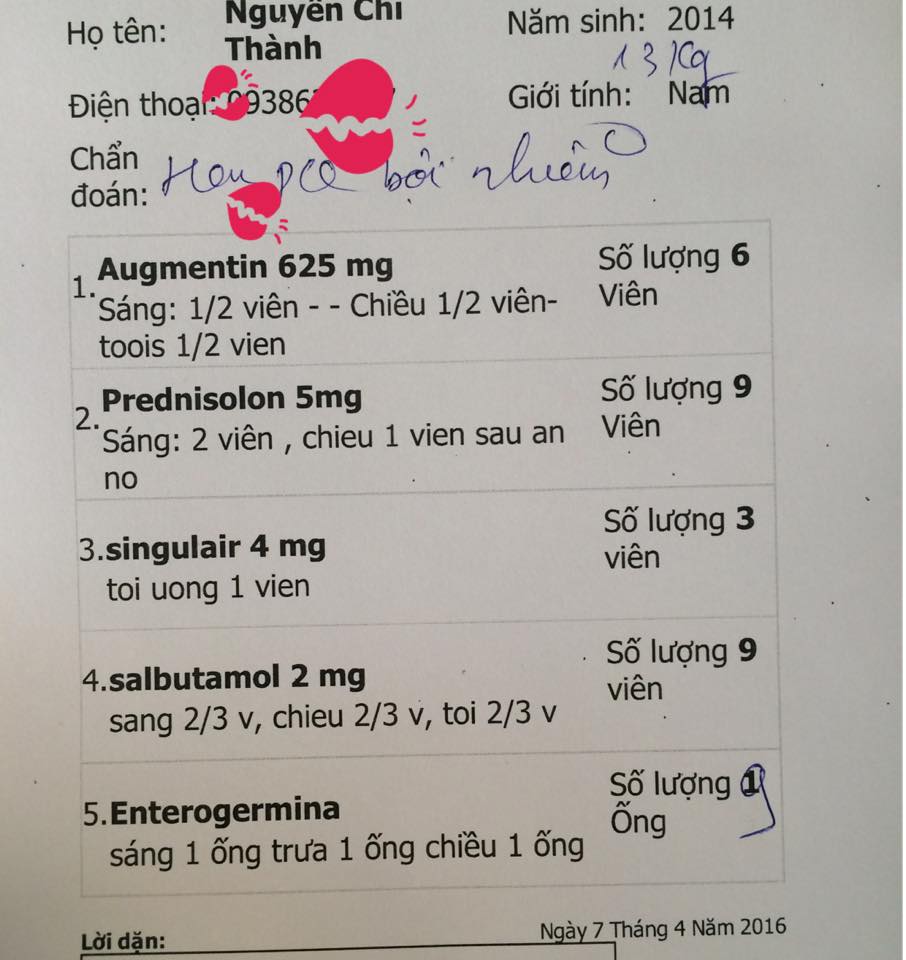 Họ tên: Nguyễn Chí Thành
Năm sinh: 2014
13 Kg
Điện thoại: 09386
Giới tính: Nam
Chẩn đoán: Hen PQ bội nhiễm
1. Augmentin 625 mg
Số lượng 6 Viên
Sáng: 1/2 viên - - Chiều 1/2 viên-
toois 1/2 vien
2. Prednisolon 5mg
Số lượng 9 Viên
Sáng: 2 viên , chieu 1 vien sau an
no
3.singulair 4 mg
Số lượng 3 viên
toi uong 1 vien
4.salbutamol 2 mg
Số lượng 9 viên
sang 2/3 v, chieu 2/3 v, toi 2/3 v
5.Enterogermina
Số lượng 9 Ống
sáng 1 ống trưa 1 ống chiều 1 ống
Ngày 7 Tháng 4 Năm 2016
Lời dặn: